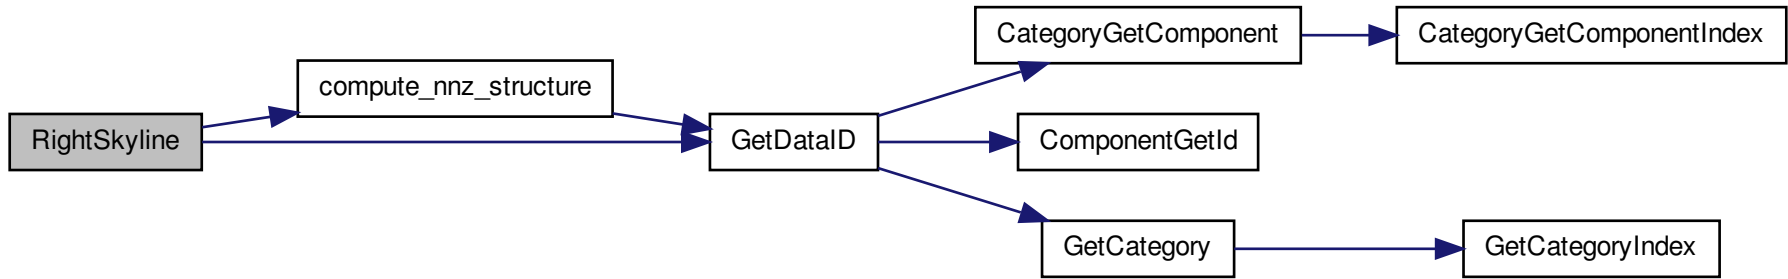 RightSkyline
compute_nnz_structure
GetDataID
CategoryGetComponent
CategoryGetComponentIndex
ComponentGetId
GetCategory
GetCategoryIndex